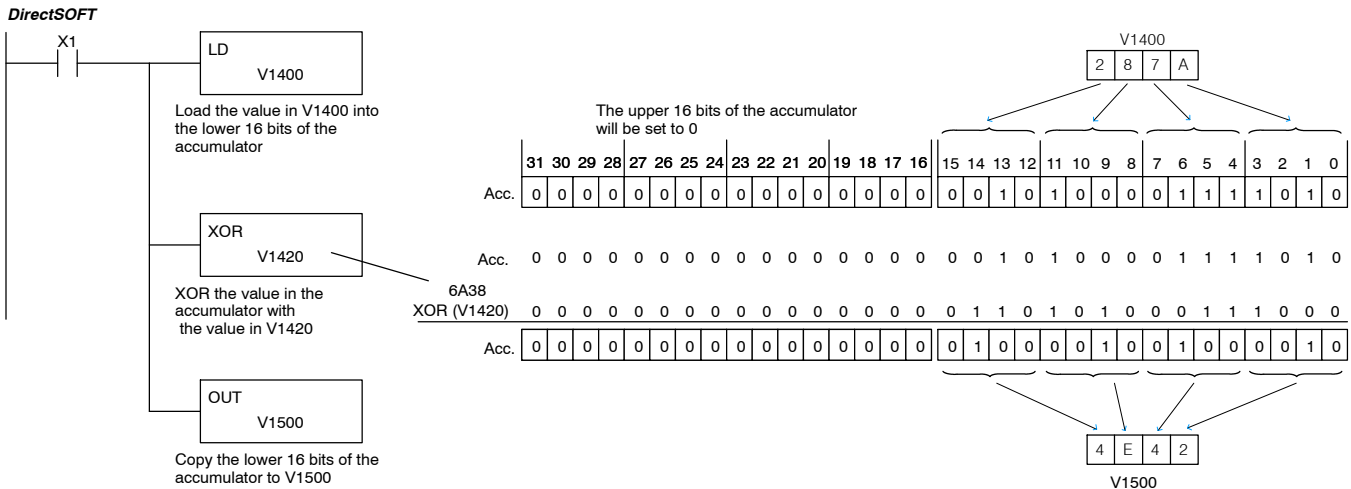 DirectSOFT
X1
LD
V1400
Load the value in V1400 into
the lower 16 bits of the
accumulator
XOR
V1420
XOR the value in the
accumulator with
the value in V1420
OUT
V1500
Copy the lower 16 bits of the
accumulator to V1500
V1400
2 8 7 A
The upper 16 bits of the accumulator
will be set to 0
31 30 29 28 27 26 25 24 23 22 21 20 19 18 17 16 15 14 13 12 11 10 9 8 7 6 5 4 3 2 1 0
Acc. 0 0 0 0 0 0 0 0 0 0 0 0 0 0 0 0 0 0 1 0 1 0 0 0 0 1 1 1 1 0 1 0
Acc. 0 0 0 0 0 0 0 0 0 0 0 0 0 0 0 0 0 0 1 0 1 0 0 0 0 1 1 1 1 0 1 0
6A38
XOR (V1420) 0 0 0 0 0 0 0 0 0 0 0 0 0 0 0 0 0 1 1 0 1 0 1 0 0 0 1 1 1 0 0 0
Acc. 0 0 0 0 0 0 0 0 0 0 0 0 0 0 0 0 0 1 0 0 0 0 1 0 0 1 0 0 0 0 1 0
4 E 4 2
V1500